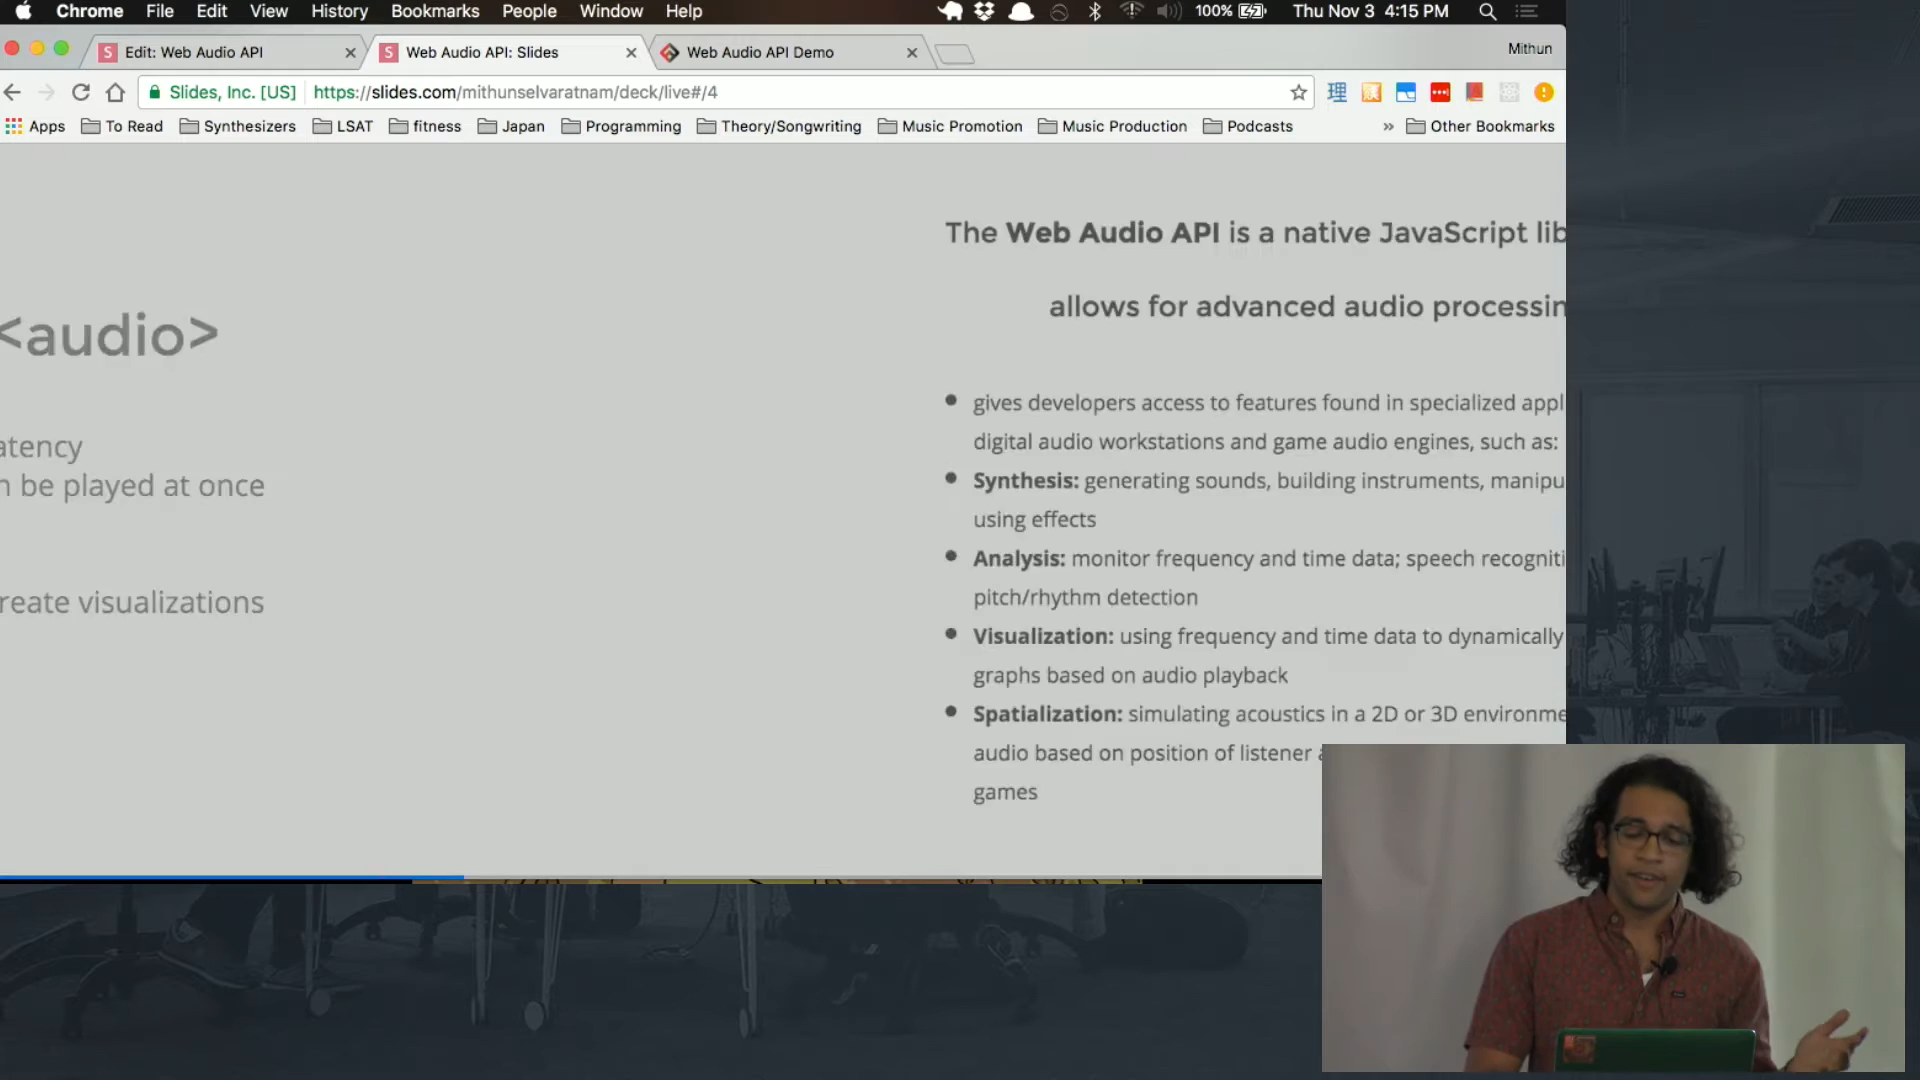 Chrome File Edit View History Bookmarks People Window Help 100% Thu Nov 3 4:15 PM
Edit: Web Audio API Web Audio API: Slides Web Audio API Demo Mithun
Slides, Inc. [US] https://slides.com/mithunselvaratnam/deck/live#/4
Apps To Read Synthesizers LSAT fitness Japan Programming Theory/Songwriting Music Promotion Music Production Podcasts » Other Bookmarks
<audio>
atency
n be played at once
reate visualizations
The Web Audio API is a native JavaScript lib
allows for advanced audio processin
• gives developers access to features found in specialized appl
digital audio workstations and game audio engines, such as:
• Synthesis: generating sounds, building instruments, manipu
using effects
• Analysis: monitor frequency and time data; speech recogniti
pitch/rhythm detection
• Visualization: using frequency and time data to dynamically
graphs based on audio playback
• Spatialization: simulating acoustics in a 2D or 3D environme
audio based on position of listener a
games